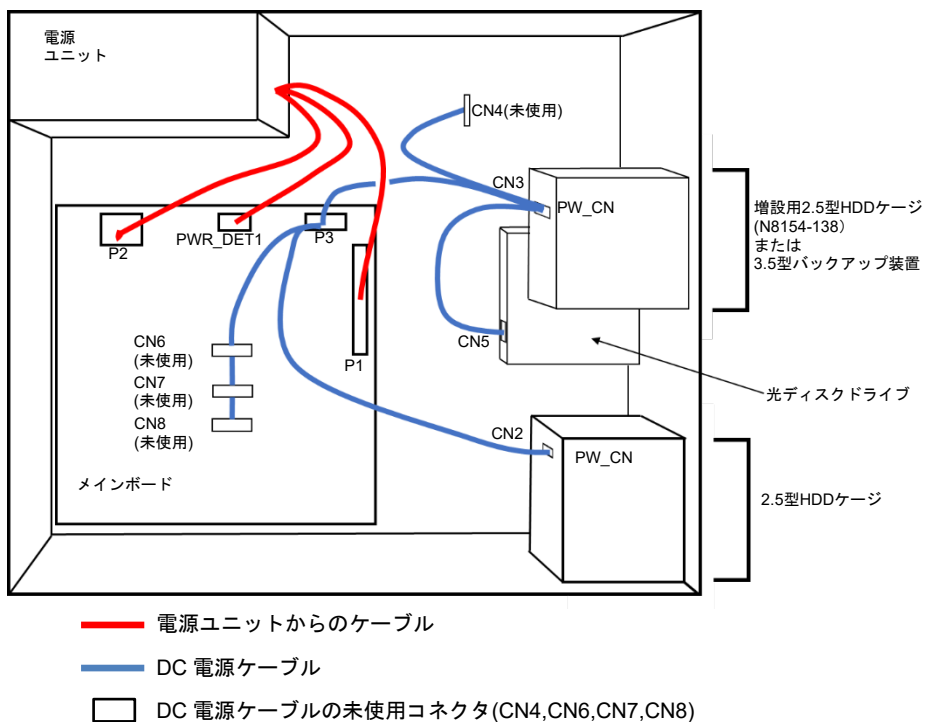 電源
ユニット
CN4(未使用)
CN3
PW_CN
増設用2.5型HDDケージ
(N8154-138)
または
3.5型バックアップ装置
P2
PWR_DET1
P3
P1
CN6
(未使用)
CN7
(未使用)
CN8
(未使用)
CN5
光ディスクドライブ
CN2
PW_CN
メインボード
2.5型HDDケージ
電源ユニットからのケーブル
DC 電源ケーブル
DC 電源ケーブルの未使用コネクタ(CN4,CN6,CN7,CN8)